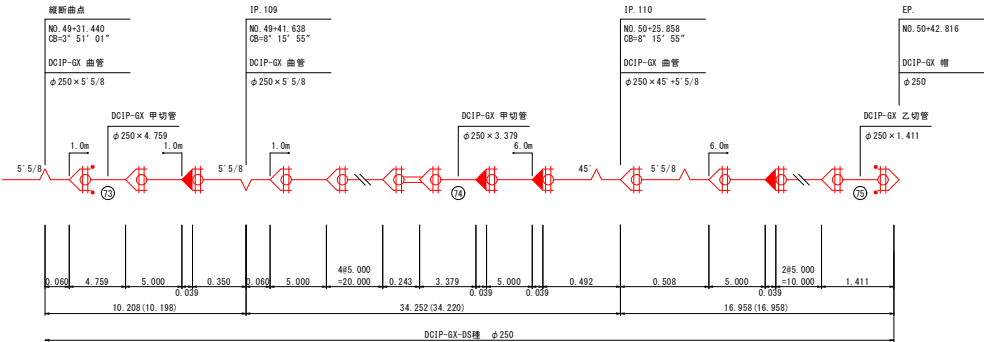 縦断曲点
NO.49+31.440
CB=3° 51' 01"
DCIP-GX 曲管
φ250×5°5/8
IP.109
NO.49+41.638
CB=8° 15' 55"
DCIP-GX 曲管
φ250×5°5/8
IP.110
NO.50+25.858
CB=8° 15' 55"
DCIP-GX 曲管
φ250×45°+5°5/8
EP.
NO.50+42.816
DCIP-GX 帽
φ250
DCIP-GX 甲切管
φ250×4.759
DCIP-GX 甲切管
φ250×3.379
DCIP-GX 乙切管
φ250×1.411
1.0m
1.0m
1.0m
6.0m
6.0m
5°5/8
5°5/8
45°
5°5/8
73
74
75
0.060
4.759
5.000
0.039
0.350
0.060
5.000
4@5.000
=20.000
0.243
3.379
0.039
5.000
0.039
0.492
0.508
5.000
0.039
2@5.000
=10.000
1.411
10.208(10.198)
34.252(34.220)
16.958(16.958)
DCIP-GX-DS種 φ250